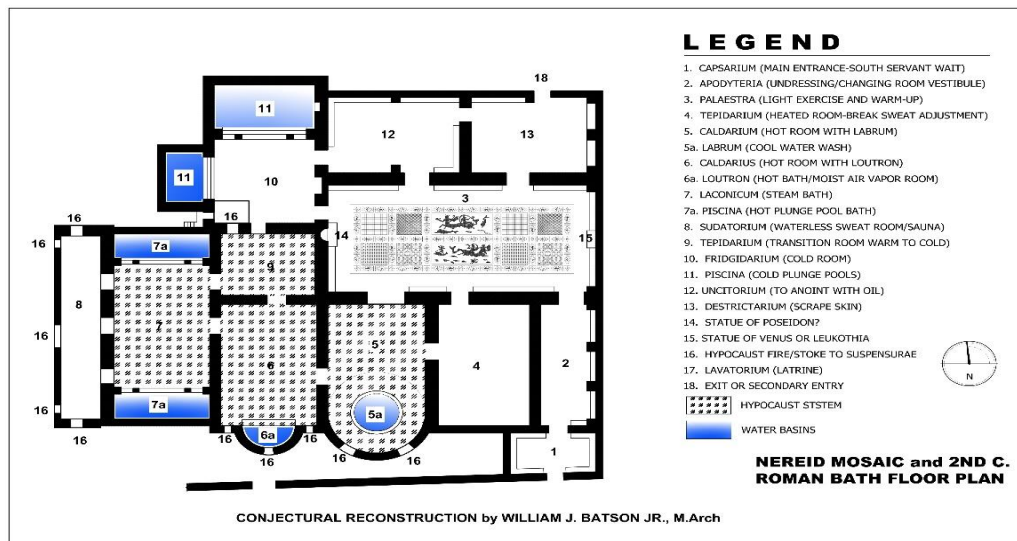 LEGEND
1. CAPSARIUM (MAIN ENTRANCE-SOUTH SERVANT WAIT)
2. APODYTERIA (UNDRESSING/CHANGING ROOM VESTIBULE)
3. PALAESTRA (LIGHT EXERCISE AND WARM-UP)
4. TEPIDARIUM (HEATED ROOM-BREAK SWEAT ADJUSTMENT)
5. CALDARIUM (HOT ROOM WITH LABRUM)
5a. LABRUM (COOL WATER WASH)
6. CALDARIUS (HOT ROOM WITH LOUTRON)
6a. LOUTRON (HOT BATH/MOIST AIR VAPOR ROOM)
7. LACONICUM (STEAM BATH)
7a. PISCINA (HOT PLUNGE POOL BATH)
8. SUDATORIUM (WATERLESS SWEAT ROOM/SAUNA)
9. TEPIDARIUM (TRANSITION ROOM WARM TO COLD)
10. FRIDGIDARIUM (COLD ROOM)
11. PISCINA (COLD PLUNGE POOLS)
12. UNCITORIUM (TO ANOINT WITH OIL)
13. DESTRICTARIUM (SCRAPE SKIN)
14. STATUE OF POSEIDON?
15. STATUE OF VENUS OR LEUKOTHIA
16. HYPOCAUST FIRE/STOKE TO SUSPENSURAE
17. LAVATORIUM (LATRINE)
18. EXIT OR SECONDARY ENTRY
HYPOCAUST STSTEM
WATER BASINS
N
NEREID MOSAIC and 2ND C.
ROMAN BATH FLOOR PLAN
18
11
12
13
11
10
3
16
16
14
15
16
7a
9
8
7
5
4
2
6
16
16
7a
5a
16
6a
16
16
16
16
16
16
1
CONJECTURAL RECONSTRUCTION by WILLIAM J. BATSON JR., M.Arch